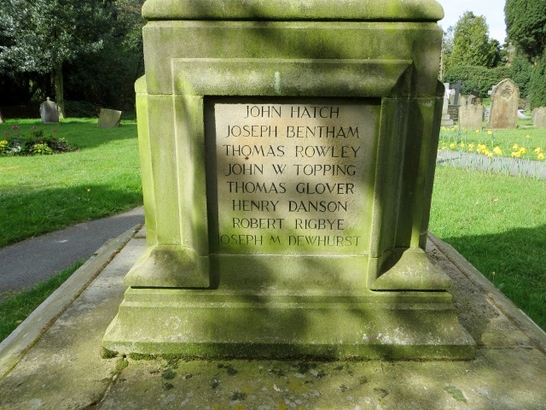 JOHN HATCH
JOSEPH BENTHAM
THOMAS ROWLEY
JOHN W TOPPING
THOMAS GLOVER
HENRY DANSON
ROBERT RIGBYE
JOSEPH M DEWHURST